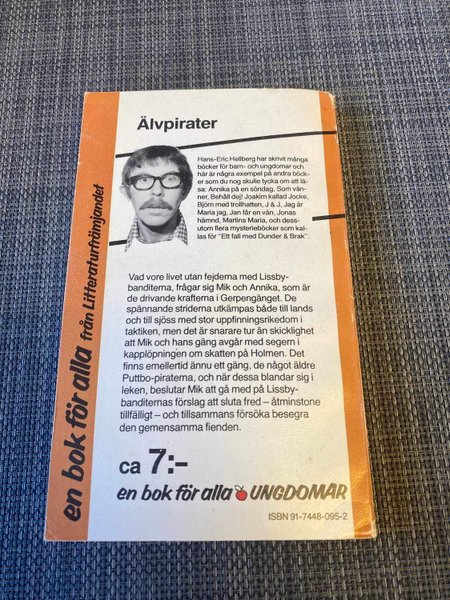 Älvpirater
Hans-Eric Hellberg har skrivit många
böcker för barn- och ungdomar och
här är några exempel på andra böck-
er som du nog skulle tycka om att lä-
sa: Annika på en söndag, Som vän-
ner, Behåll dej! Joakim kallad Jocke,
Björn med trollhatten, J & J, Jag är
Maria jag, Jan får en vän, Jonas
hämnd, Martins Maria, och dess-
utom flera mysterieböcker som kal-
las för "Ett fall med Dunder & Brak"
Vad vore livet utan fejderna med Lissby-
banditerna, frågar sig Mik och Annika, som är
de drivande krafterna i Gerpengänget. De
spännande striderna utkämpas både till lands
och till sjöss med stor uppfinningsrikedom i
taktiken, men det är snarare tur än skicklighet
att Mik och hans gäng avgår med segern i
kapplöpningen om skatten på Holmen. Det
finns emellertid ännu ett gäng, de något äldre
Puttbo-piraterna, och när dessa blandar sig i
leken, beslutar Mik att gå med på Lissby-
banditernas förslag att sluta fred – åtminstone
tillfälligt – och tillsammans försöka besegra
den gemensamma fienden.
ca 7:-
en bok för alla UNGDOMAR
ISBN 91-7448-095-2
en bok för alla från Litteraturfrämjandet